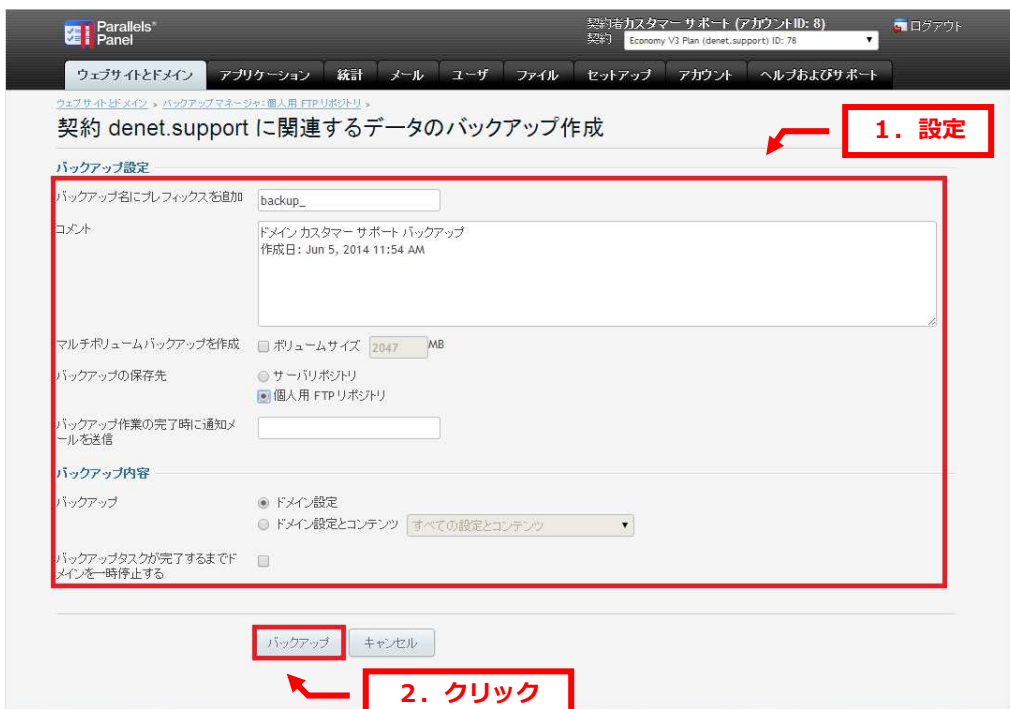 Parallels®
Panel
契約者カスタマー サポート (アカウントID: 8)
契約 Economy V3 Plan (denet.support) ID: 76
ログアウト
ウェブサイトとドメイン アプリケーション 統計 メール ユーザ ファイル セットアップ アカウント ヘルプおよびサポート
ウェブサイトとドメイン > バックアップマネージャ: 個人用 FTP リポジトリ >
契約 denet.support に関連するデータのバックアップ作成
1．設定
バックアップ設定
バックアップ名にプレフィックスを追加 backup_
コメント ドメイン カスタマー サポート バックアップ
作成日: Jun 5, 2014 11:54 AM
マルチボリュームバックアップを作成 ボリュームサイズ 2047 MB
バックアップの保存先 サーバリポジトリ
個人用 FTP リポジトリ
バックアップ作業の完了時に通知メ
ールを送信
バックアップ内容
バックアップ ドメイン設定
ドメイン設定とコンテンツ すべての設定とコンテンツ
バックアップタスクが完了するまでド
メインを一時停止する
バックアップ キャンセル
2．クリック